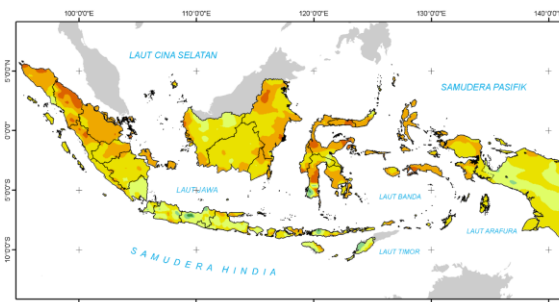 100°0'0"E 110°0'0"E 120°0'0"E 130°0'0"E 140°0'0"E
LAUT CINA SELATAN
5°0'0"N
SAMUDERA PASIFIK
0°0'0"
5°0'0"S
LAUT JAWA
LAUT BANDA
LAUT ARAFURA
10°0'0"S
SAMUDERA HINDIA
LAUT TIMOR